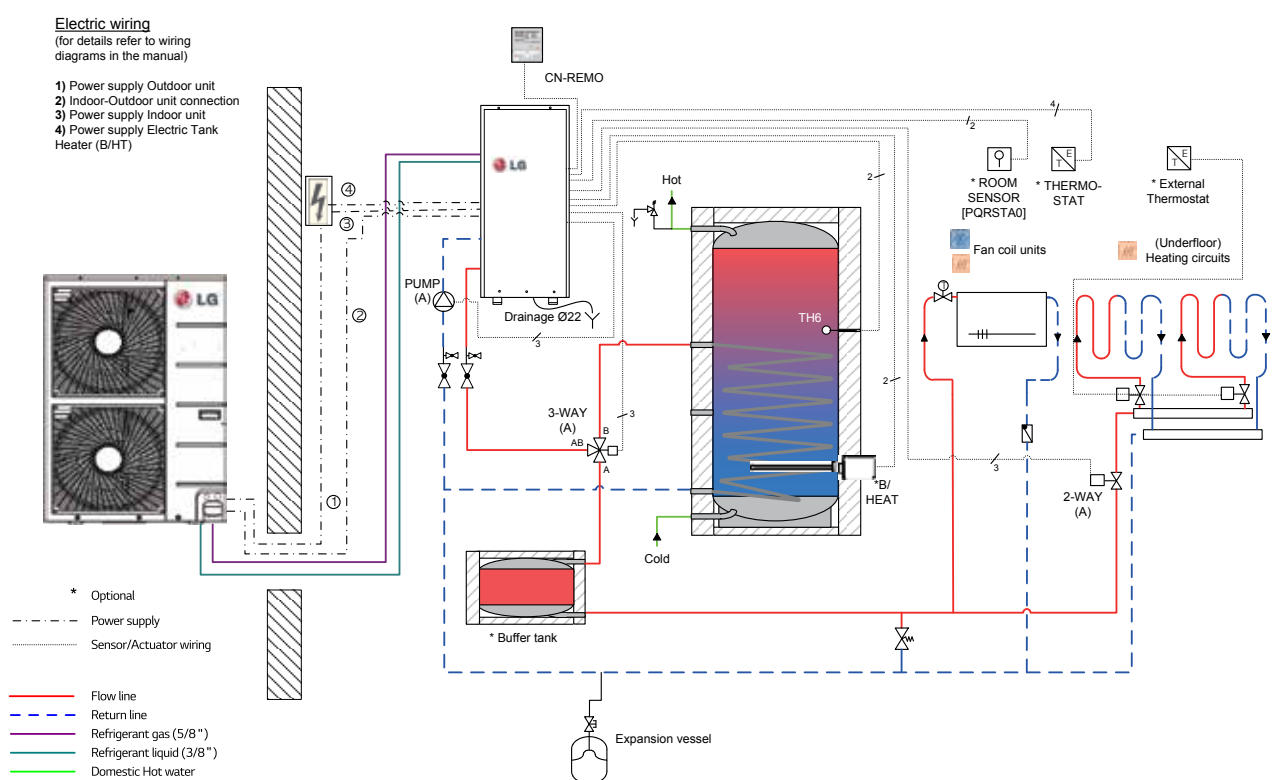 Electric wiring
(for details refer to wiring
diagrams in the manual)
1) Power supply Outdoor unit
2) Indoor-Outdoor unit connection
3) Power supply Indoor unit
4) Power supply Electric Tank
Heater (B/HT)
CN-REMO
LG
4
2
* ROOM
SENSOR
[PQRSTA0]
E
T
* THERMO-
STAT
E
T
* External
Thermostat
Fan coil units
(Underfloor)
Heating circuits
④
③
②
①
LG
PUMP
(A)
Drainage Ø22
3
Hot
TH6
2
2
3-WAY
(A)
B
AB
A
3
*B/
HEAT
Cold
①
3
2-WAY
(A)
* Buffer tank
Expansion vessel
* Optional
Power supply
Sensor/Actuator wiring
Flow line
Return line
Refrigerant gas (5/8")
Refrigerant liquid (3/8")
Domestic Hot water